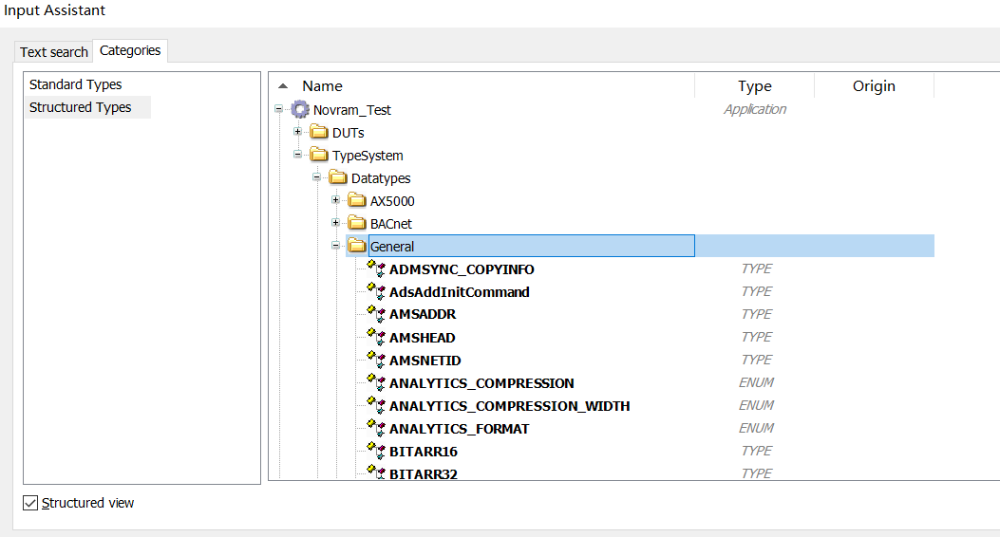 Input Assistant
Text search Categories
Standard Types
Structured Types
Name Type Origin
Novram_Test Application
DUTs
TypeSystem
Datatypes
AX5000
BACnet
General
ADMSYNC_COPYINFO TYPE
AdsAddInitCommand TYPE
AMSADDR TYPE
AMSHEAD TYPE
AMSNETID TYPE
ANALYTICS_COMPRESSION ENUM
ANALYTICS_COMPRESSION_WIDTH ENUM
ANALYTICS_FORMAT ENUM
BITARR16 TYPE
BITARR32 TYPE
Structured view